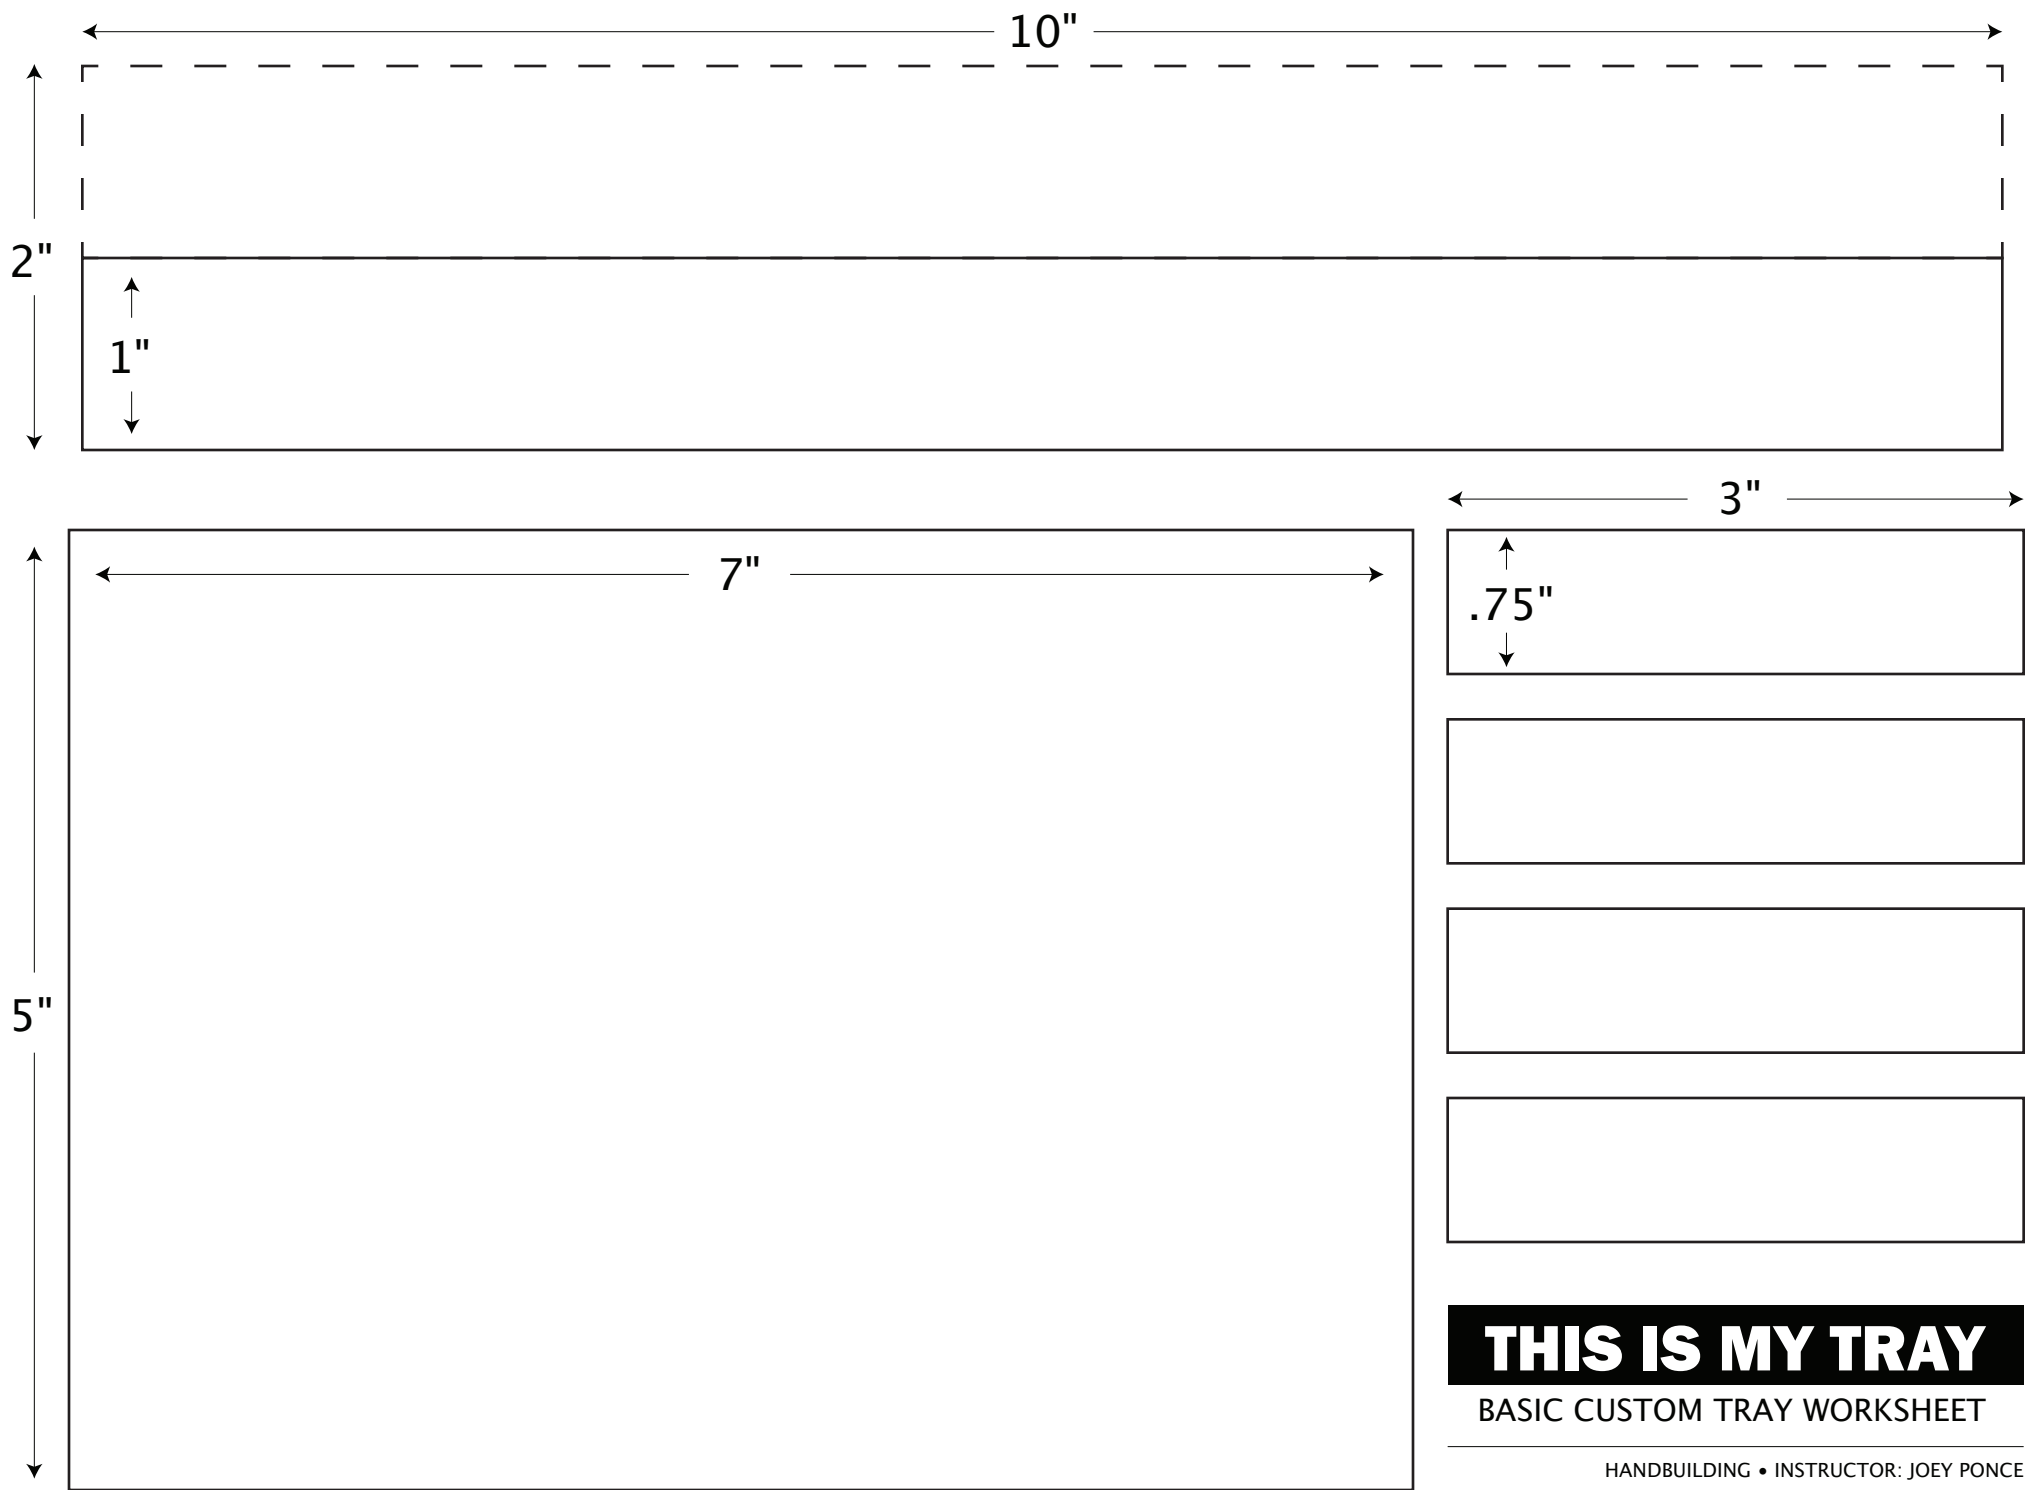 10"
2"
1"
3"
7"
.75"
5"
THIS IS MY TRAY
BASIC CUSTOM TRAY WORKSHEET
HANDBUILDING • INSTRUCTOR: JOEY PONCE